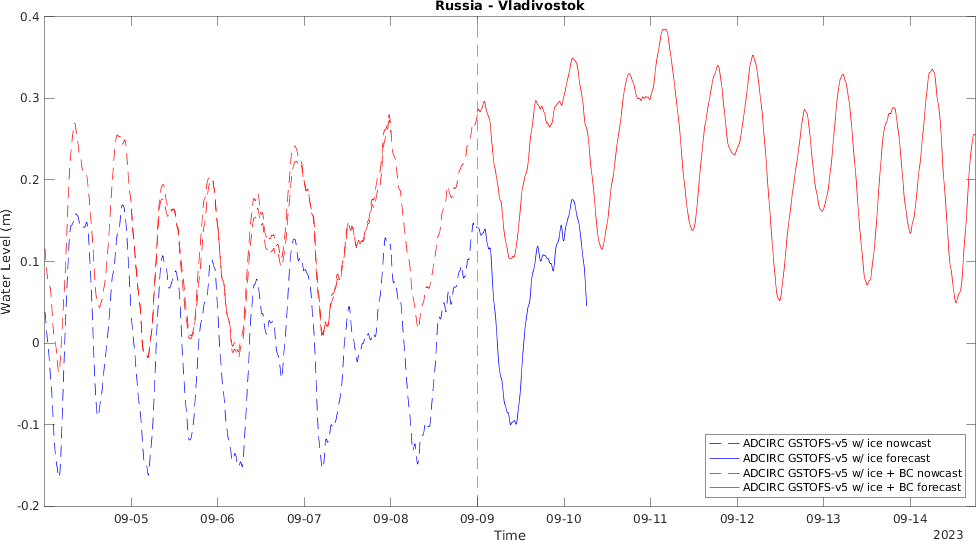 Russia - Vladivostok
Water Level (m)
0.4
0.3
0.2
0.1
0
-0.1
-0.2
09-05 09-06 09-07 09-08 09-09 09-10 09-11 09-12 09-13 09-14
Time
2023
ADCIRC GSTOFS-v5 w/ ice nowcast
ADCIRC GSTOFS-v5 w/ ice forecast
ADCIRC GSTOFS-v5 w/ ice + BC nowcast
ADCIRC GSTOFS-v5 w/ ice + BC forecast